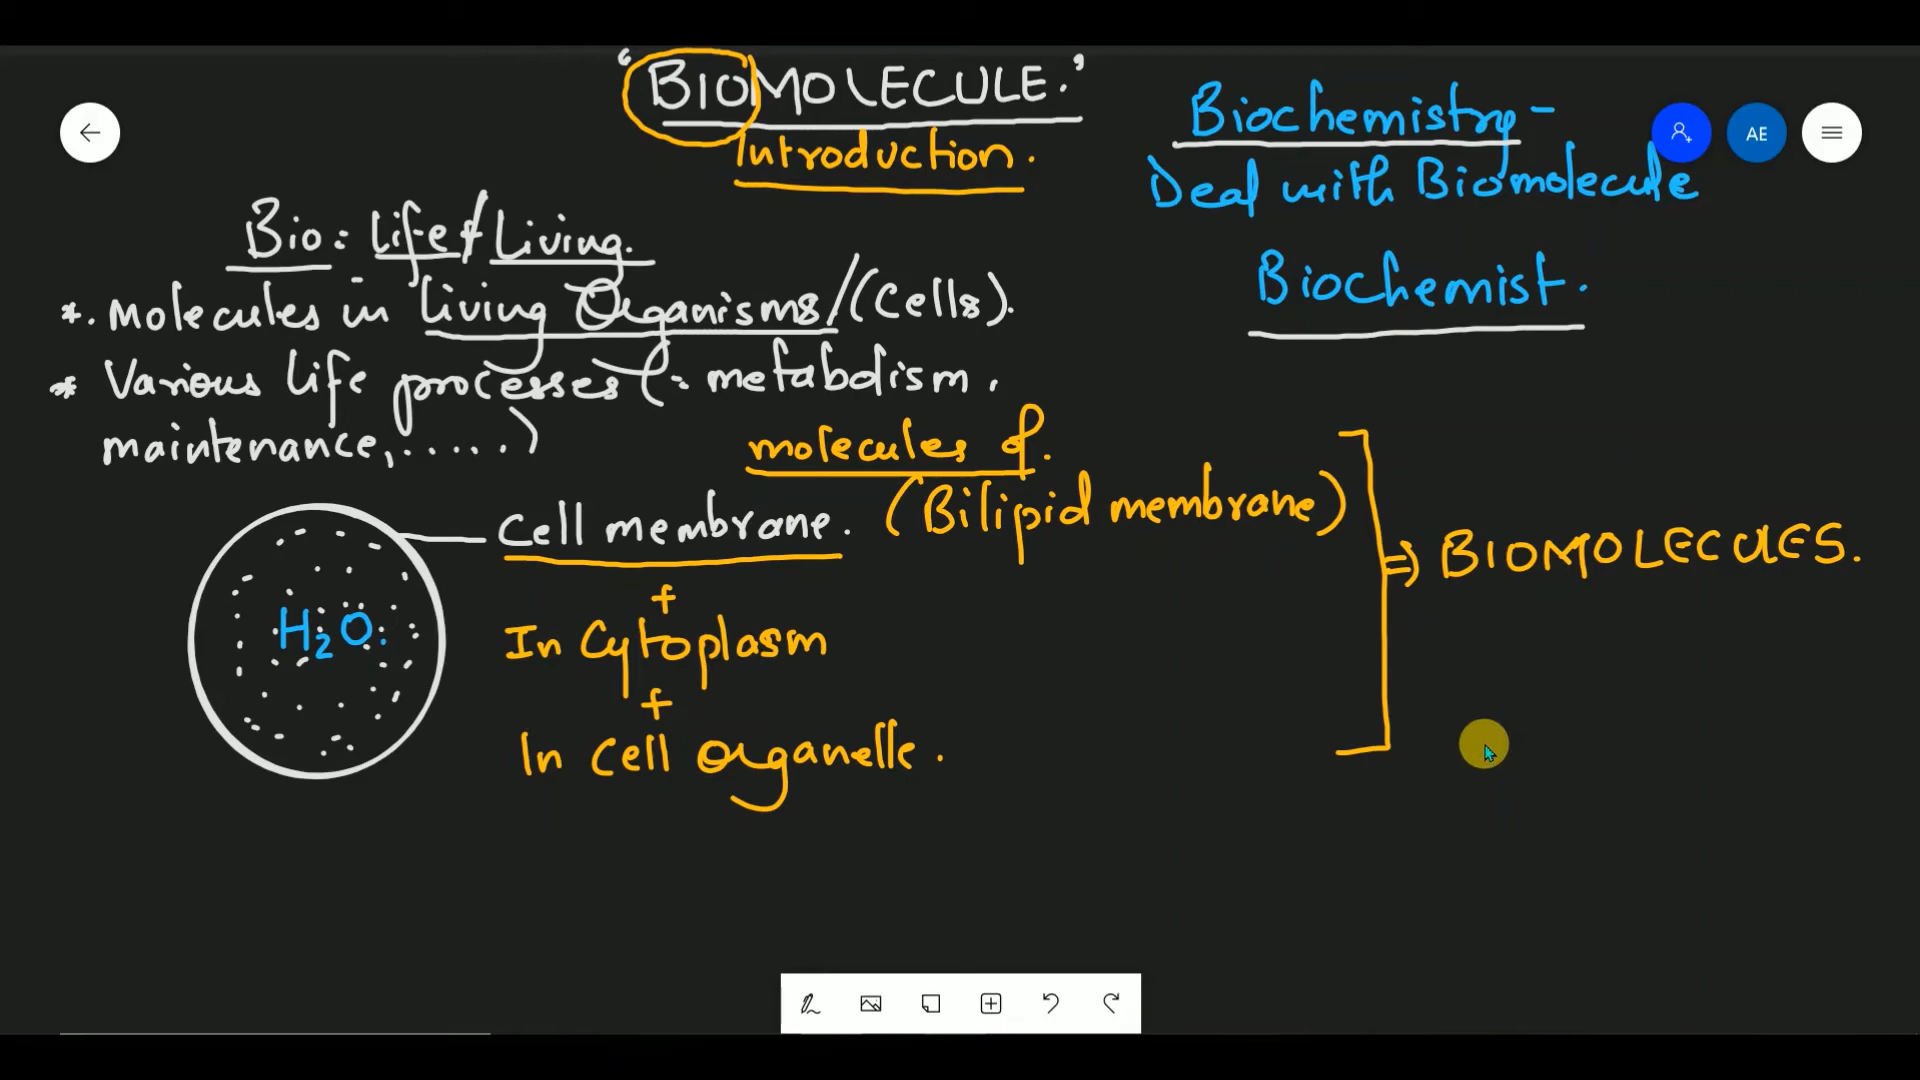 'BIOMOLECULE.'
Introduction.
Biochemistry -
Deal with Biomolecule
Biochemist.
Bio: Life / Living.
*. Molecules in living Organisms/(Cells).
* Various life processes (:- metabolism,
maintenance, .....)
molecules of.
Cell membrane. (Bilipid membrane)
+
In Cytoplasm
+
In cell organelle.
H2O.
⇒ BIOMOLECULES.
AE